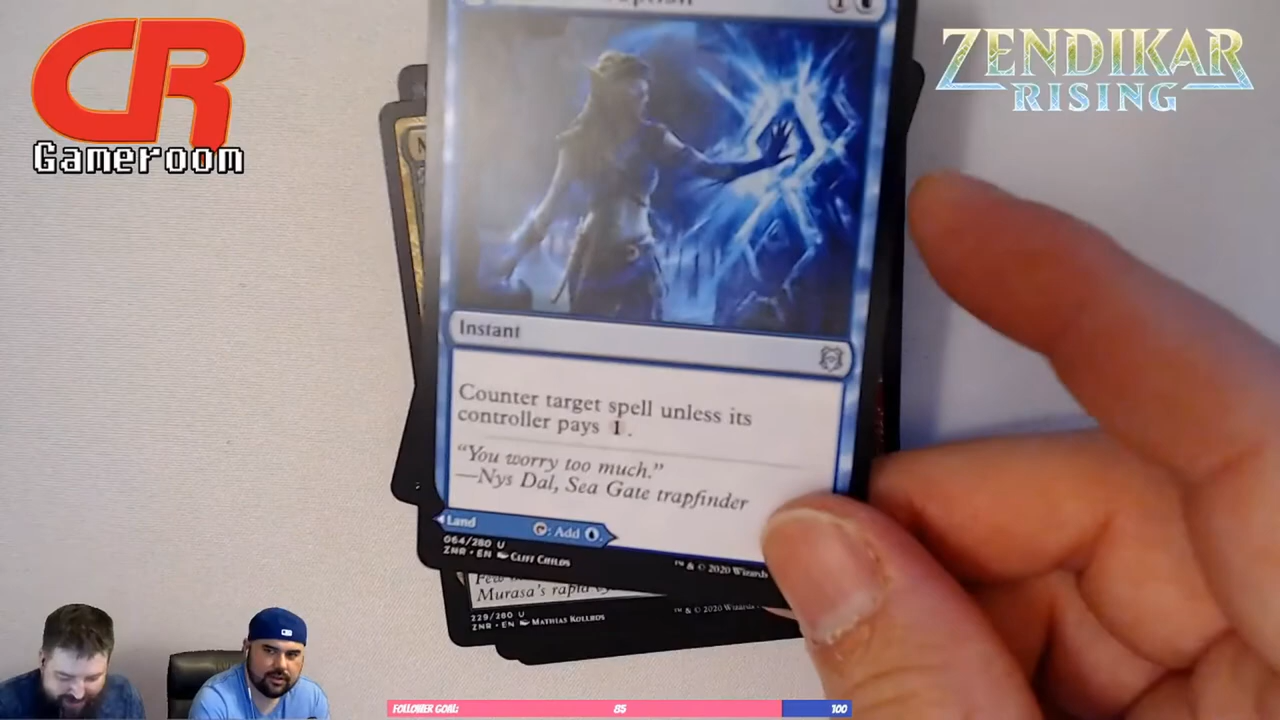 CR
Gameroom
ZENDIKAR
RISING
1
Instant
Counter target spell unless its
controller pays 1.
"You worry too much."
—Nys Dal, Sea Gate trapfinder
Land
: Add
064/280 U
ZNR • EN Cliff Childs
™ & © 2020 Wizards
Murasa's rapid
229/280 U
ZNR • EN Mathias Kollros
™ & © 2020 Wizards
FOLLOWER GOAL:
85
100